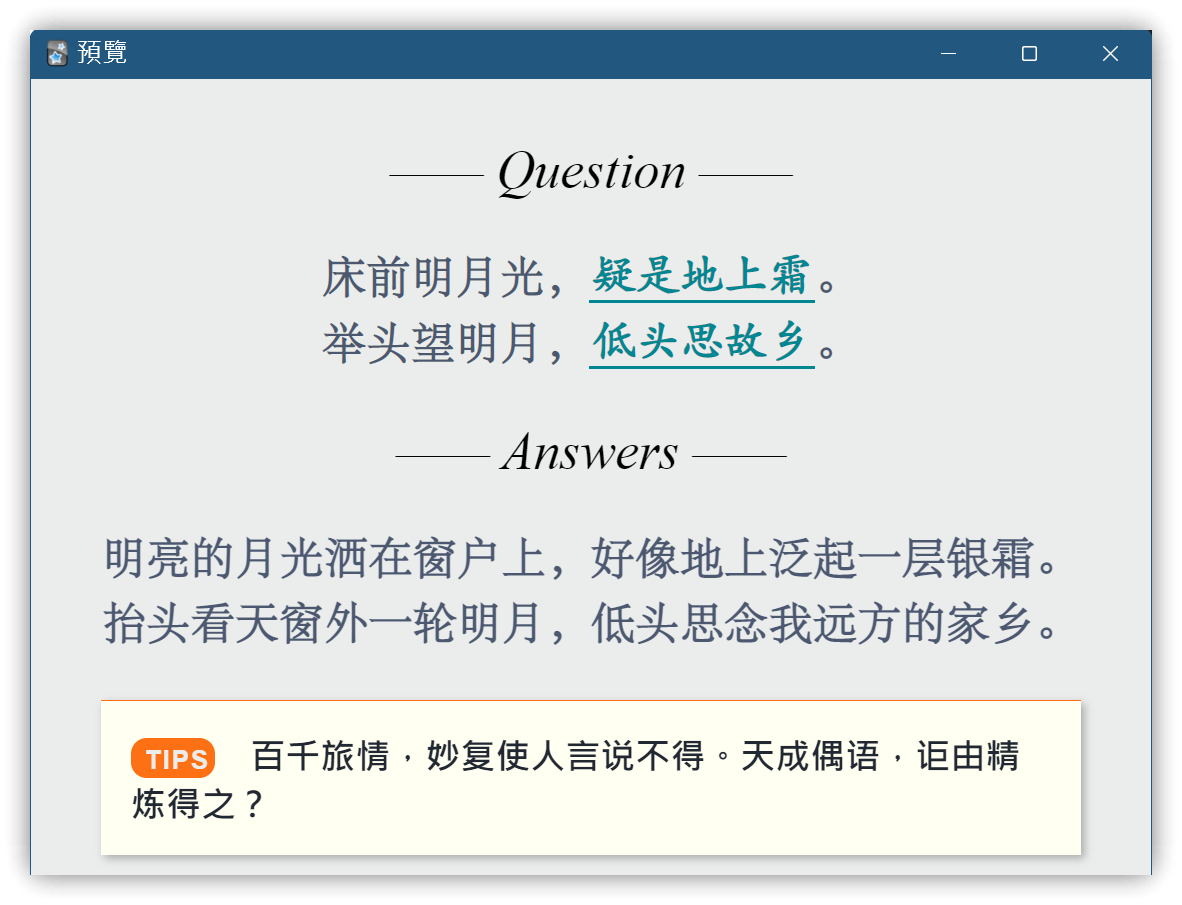 預覽
Question
床前明月光，疑是地上霜。
举头望明月，低头思故乡。
Answers
明亮的月光洒在窗户上，好像地上泛起一层银霜。
抬头看天窗外一轮明月，低头思念我远方的家乡。
TIPS 百千旅情，妙复使人言说不得。天成偶语，讵由精
炼得之？